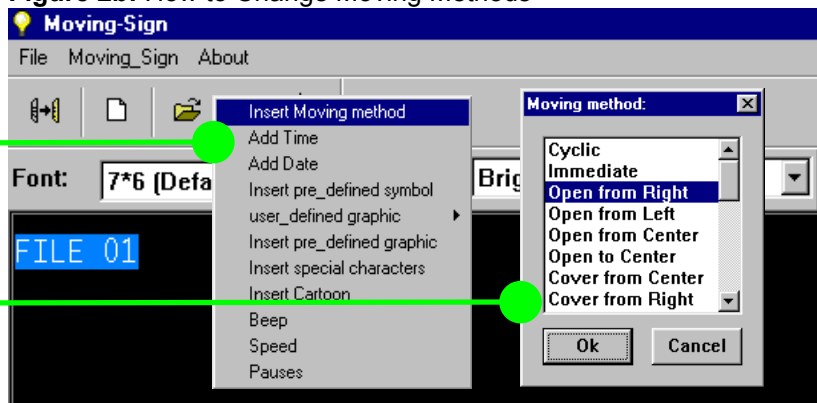 Moving-Sign
File Moving_Sign About
Font: 7*6 (Defa
Brig
FILE 01
Insert Moving method
Add Time
Add Date
Insert pre_defined symbol
user_defined graphic
Insert pre_defined graphic
Insert special characters
Insert Cartoon
Beep
Speed
Pauses
Moving method:
Cyclic
Immediate
Open from Right
Open from Left
Open from Center
Open to Center
Cover from Center
Cover from Right
Ok Cancel